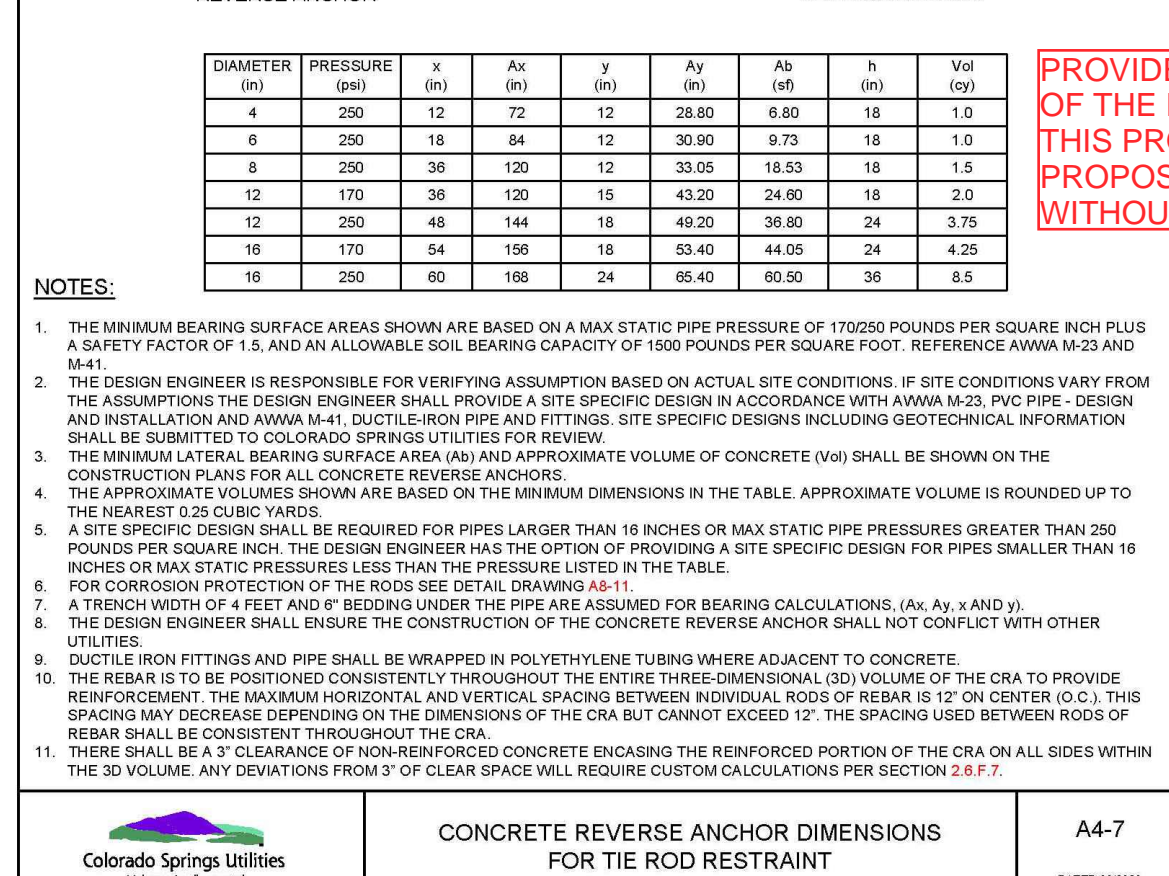 DIAMETER (in) PRESSURE (psi) x (in) Ax (in) y (in) Ay (in) Ab (sf) h (in) Vol (cy)
4 250 12 72 12 28.80 6.80 18 1.0
6 250 18 84 12 30.90 9.73 18 1.0
8 250 36 120 12 33.05 18.53 18 1.5
12 170 36 120 15 43.20 24.60 18 2.0
12 250 48 144 18 49.20 36.80 24 3.75
16 170 54 156 18 53.40 44.05 24 4.25
16 250 60 168 24 65.40 60.50 36 8.5
OF THE
WITHOU
NOTES:
1. THE MINIMUM BEARING SURFACE AREAS SHOWN ARE BASED ON A MAX STATIC PIPE PRESSURE OF 170/250 POUNDS PER SQUARE INCH PLUS
A SAFETY FACTOR OF 1.5, AND AN ALLOWABLE SOIL BEARING CAPACITY OF 1500 POUNDS PER SQUARE FOOT. REFERENCE AWWA M-23 AND
M-41.
2. THE DESIGN ENGINEER IS RESPONSIBLE FOR VERIFYING ASSUMPTION BASED ON ACTUAL SITE CONDITIONS. IF SITE CONDITIONS VARY FROM
THE ASSUMPTIONS THE DESIGN ENGINEER SHALL PROVIDE A SITE SPECIFIC DESIGN IN ACCORDANCE WITH AWWA M-23, PVC PIPE - DESIGN
AND INSTALLATION AND AWWA M-41, DUCTILE-IRON PIPE AND FITTINGS. SITE SPECIFIC DESIGNS INCLUDING GEOTECHNICAL INFORMATION
SHALL BE SUBMITTED TO COLORADO SPRINGS UTILITIES FOR REVIEW.
3. THE MINIMUM LATERAL BEARING SURFACE AREA (Ab) AND APPROXIMATE VOLUME OF CONCRETE (Vol) SHALL BE SHOWN ON THE
CONSTRUCTION PLANS FOR ALL CONCRETE REVERSE ANCHORS.
4. THE APPROXIMATE VOLUMES SHOWN ARE BASED ON THE MINIMUM DIMENSIONS IN THE TABLE. APPROXIMATE VOLUME IS ROUNDED UP TO
THE NEAREST 0.25 CUBIC YARDS.
5. A SITE SPECIFIC DESIGN SHALL BE REQUIRED FOR PIPES LARGER THAN 16 INCHES OR MAX STATIC PIPE PRESSURES GREATER THAN 250
POUNDS PER SQUARE INCH. THE DESIGN ENGINEER HAS THE OPTION OF PROVIDING A SITE SPECIFIC DESIGN FOR PIPES SMALLER THAN 16
INCHES OR MAX STATIC PRESSURES LESS THAN THE PRESSURE LISTED IN THE TABLE.
6. FOR CORROSION PROTECTION OF THE RODS SEE DETAIL DRAWING A8-11.
7. A TRENCH WIDTH OF 4 FEET AND 6" BEDDING UNDER THE PIPE ARE ASSUMED FOR BEARING CALCULATIONS, (Ax, Ay, x AND y).
8. THE DESIGN ENGINEER SHALL ENSURE THE CONSTRUCTION OF THE CONCRETE REVERSE ANCHOR SHALL NOT CONFLICT WITH OTHER
UTILITIES.
9. DUCTILE IRON FITTINGS AND PIPE SHALL BE WRAPPED IN POLYETHYLENE TUBING WHERE ADJACENT TO CONCRETE.
10. THE REBAR IS TO BE POSITIONED CONSISTENTLY THROUGHOUT THE ENTIRE THREE-DIMENSIONAL (3D) VOLUME OF THE CRA TO PROVIDE
REINFORCEMENT. THE MAXIMUM HORIZONTAL AND VERTICAL SPACING BETWEEN INDIVIDUAL RODS OF REBAR IS 12" ON CENTER (O.C.). THIS
SPACING MAY DECREASE DEPENDING ON THE DIMENSIONS OF THE CRA BUT CANNOT EXCEED 12". THE SPACING USED BETWEEN RODS OF
REBAR SHALL BE CONSISTENT THROUGHOUT THE CRA.
11. THERE SHALL BE A 3" CLEARANCE OF NON-REINFORCED CONCRETE ENCASING THE REINFORCED PORTION OF THE CRA ON ALL SIDES WITHIN
THE 3D VOLUME. ANY DEVIATIONS FROM 3" OF CLEAR SPACE WILL REQUIRE CUSTOM CALCULATIONS PER SECTION 2.6.F.7.
Colorado Springs Utilities
CONCRETE REVERSE ANCHOR DIMENSIONS
FOR TIE ROD RESTRAINT
A4-7